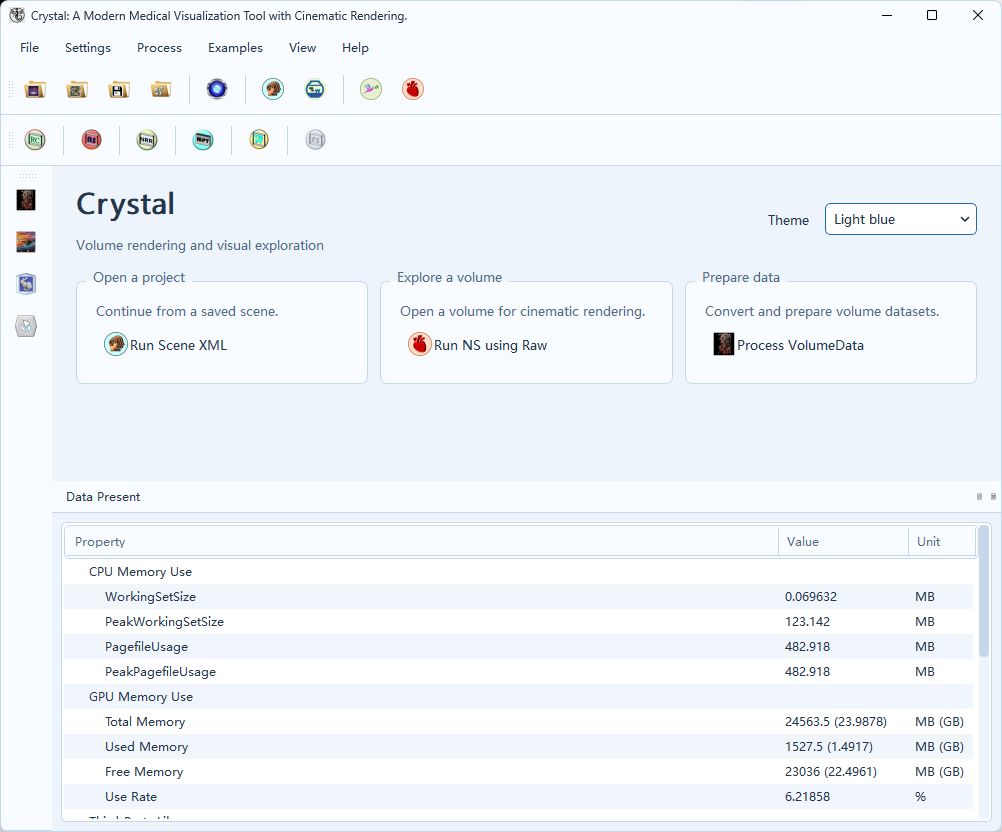 Crystal: A Modern Medical Visualization Tool with Cinematic Rendering.
File Settings Process Examples View Help
Crystal
Theme Light blue
Volume rendering and visual exploration
Open a project Explore a volume Prepare data
Continue from a saved scene. Open a volume for cinematic rendering. Convert and prepare volume datasets.
Run Scene XML Run NS using Raw Process VolumeData
Data Present
Property Value Unit
CPU Memory Use
WorkingSetSize 0.069632 MB
PeakWorkingSetSize 123.142 MB
PagefileUsage 482.918 MB
PeakPagefileUsage 482.918 MB
GPU Memory Use
Total Memory 24563.5 (23.9878) MB (GB)
Used Memory 1527.5 (1.4917) MB (GB)
Free Memory 23036 (22.4961) MB (GB)
Use Rate 6.21858 %